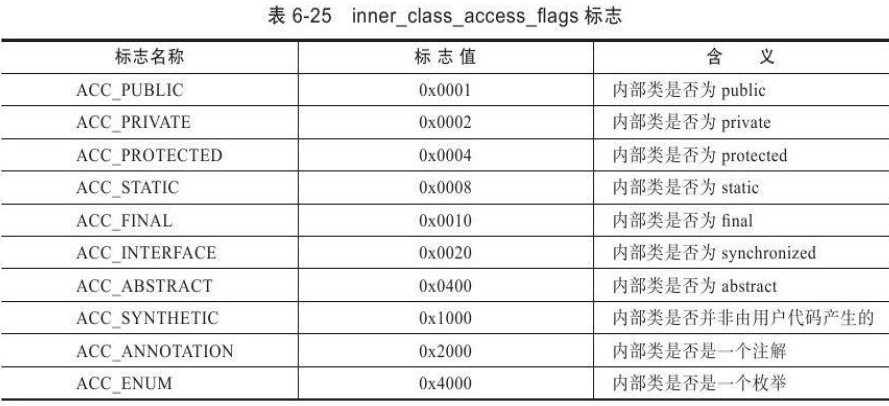 表 6-25 inner_class_access_flags 标志
标志名称 标 志 值 含 义
ACC_PUBLIC 0x0001 内部类是否为 public
ACC_PRIVATE 0x0002 内部类是否为 private
ACC_PROTECTED 0x0004 内部类是否为 protected
ACC_STATIC 0x0008 内部类是否为 static
ACC_FINAL 0x0010 内部类是否为 final
ACC_INTERFACE 0x0020 内部类是否为 synchronized
ACC_ABSTRACT 0x0400 内部类是否为 abstract
ACC_SYNTHETIC 0x1000 内部类是否并非由用户代码产生的
ACC_ANNOTATION 0x2000 内部类是否是一个注解
ACC_ENUM 0x4000 内部类是否是一个枚举